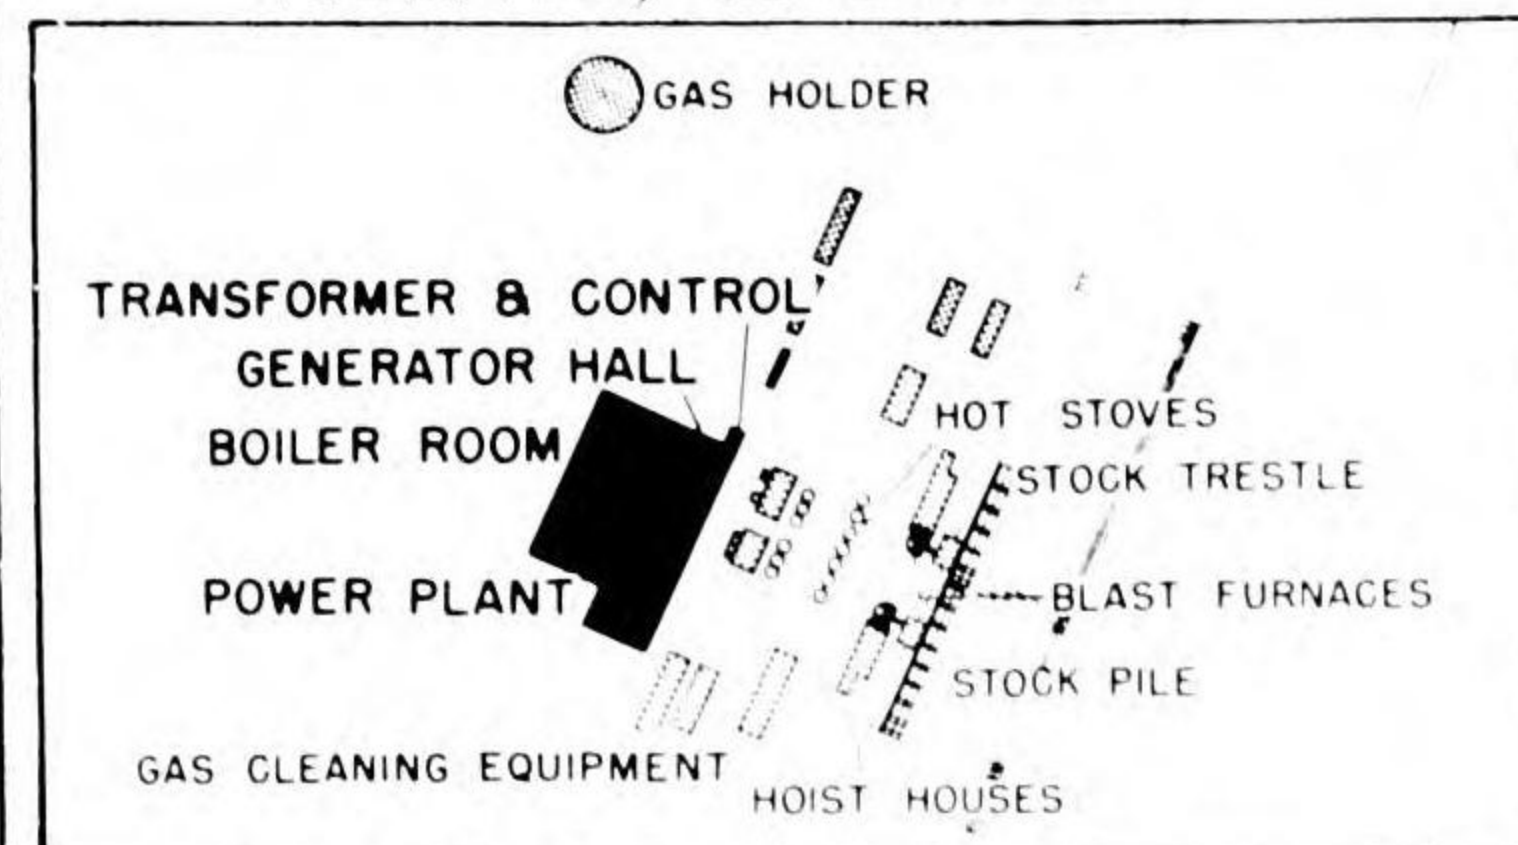 GAS HOLDER
TRANSFORMER & CONTROL
GENERATOR HALL
BOILER ROOM
HOT STOVES
STOCK TRESTLE
POWER PLANT
BLAST FURNACES
STOCK PILE
GAS CLEANING EQUIPMENT
HOIST HOUSES